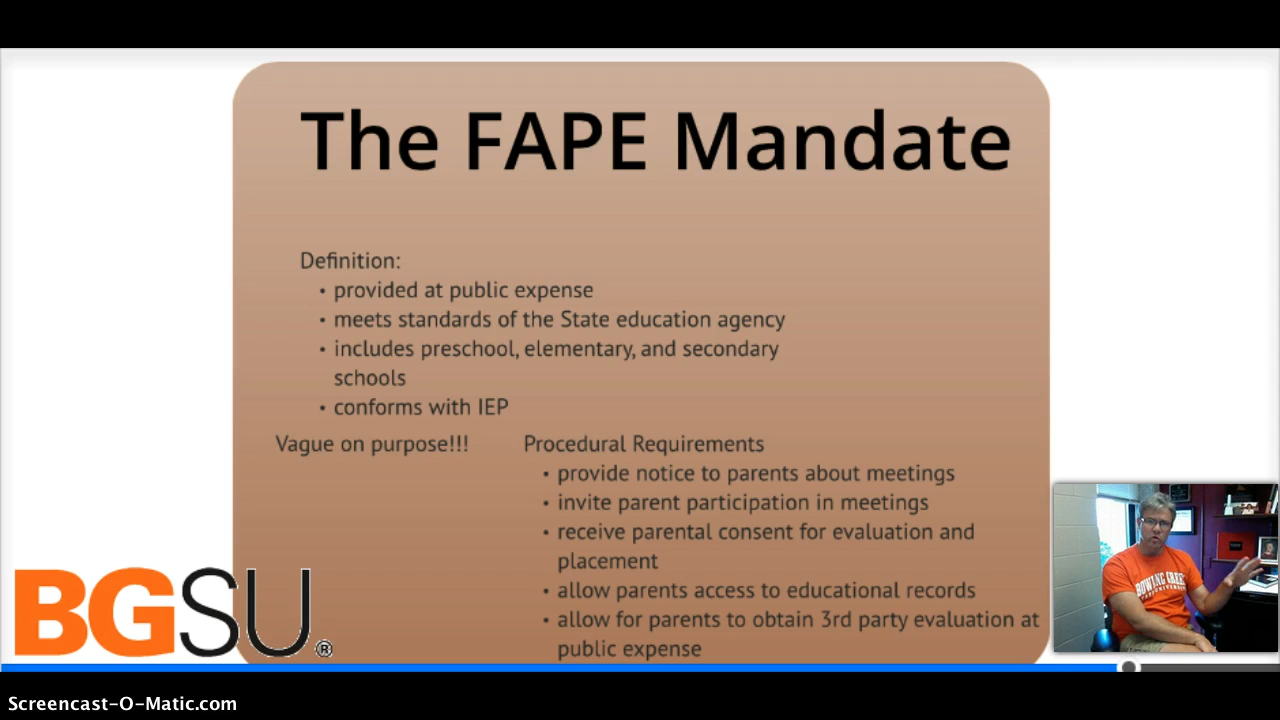 The FAPE Mandate
Definition:
• provided at public expense
• meets standards of the State education agency
• includes preschool, elementary, and secondary
schools
• conforms with IEP
Vague on purpose!!!
Procedural Requirements
• provide notice to parents about meetings
• invite parent participation in meetings
• receive parental consent for evaluation and
placement
• allow parents access to educational records
• allow for parents to obtain 3rd party evaluation at
public expense
BGSU®
BOWLING GREEN
Screencast-O-Matic.com